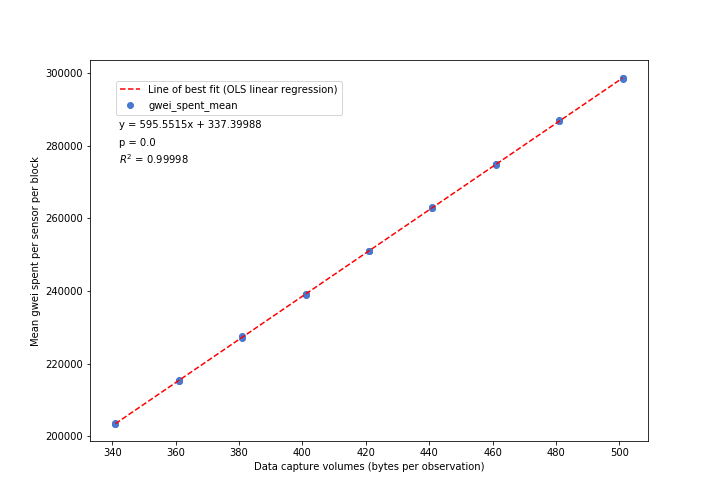 Line of best fit (OLS linear regression)
gwei_spent_mean
y = 595.5515x + 337.39988
p = 0.0
R² = 0.99998
Mean gwei spent per sensor per block
300000
280000
260000
240000
220000
200000
340 360 380 400 420 440 460 480 500
Data capture volumes (bytes per observation)